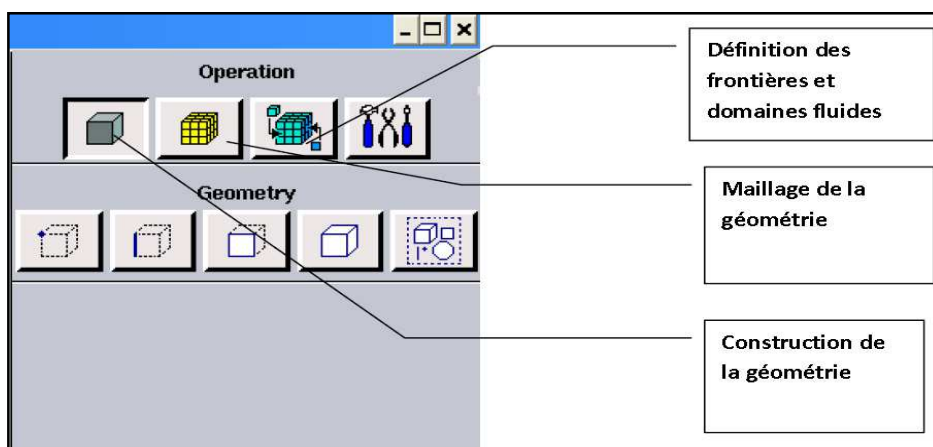 Operation
Geometry
Définition des
frontières et
domaines fluides
Maillage de la
géométrie
Construction de
la géométrie